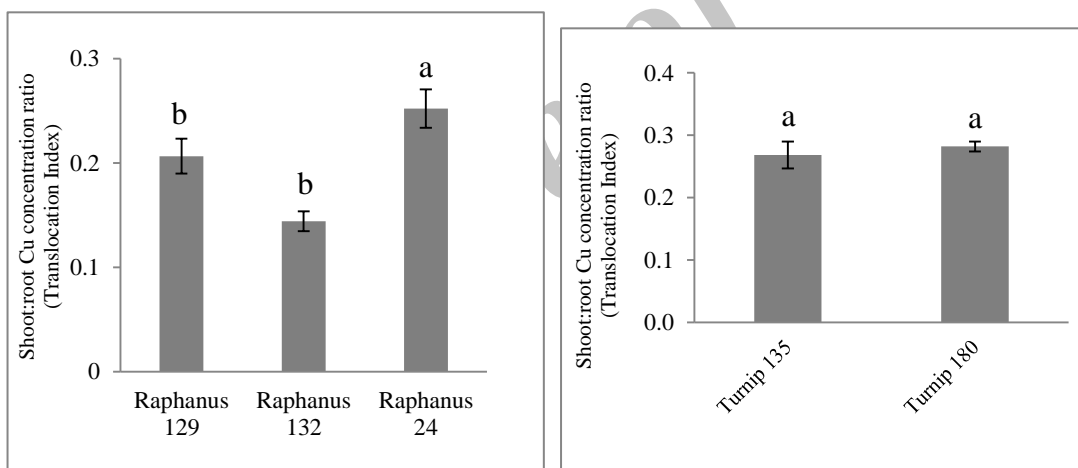 Shoot:root Cu concentration ratio
(Translocation Index)
0.3
0.2
0.1
0
b
b
a
Raphanus
129
Raphanus
132
Raphanus
24
Shoot:root Cu concentration ratio
(Translocation Index)
0.4
0.3
0.2
0.1
0.0
a
a
Turnip 135
Turnip 180